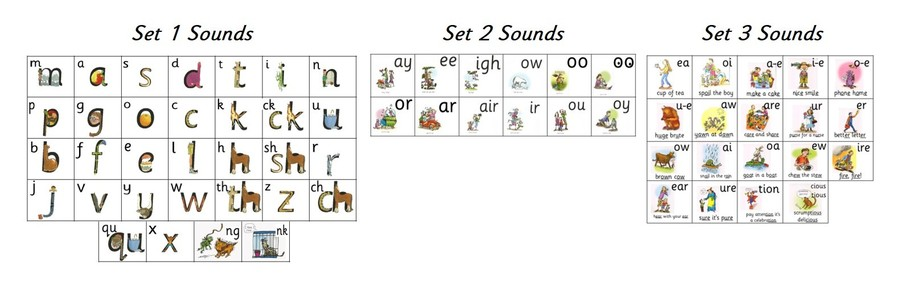 Set 1 Sounds
m a s d t i n
m a s d t i n
p g o c k ck u
p g o c k ck u
b f e l h sh r
b f e l h sh r
j v y w th z ch
j v y w th z ch
qu x ng nk
qu x
Set 2 Sounds
ay ee igh ow oo oo
or ar air ir ou oy
Set 3 Sounds
ea oi a-e i-e o-e
cup of tea spoil the boy make a cake nice smile phone home
u-e aw are ur er
huge brute yawn at dawn care and share nurse for a purse better letter
ow ai oa ew ire
brown cow snail in the rain goat in a boat chew the stew fire, fire!
ear ure tion cious
tious
hear with your ear sure it's pure pay attention it's
a celebration
scrumptious
delicious